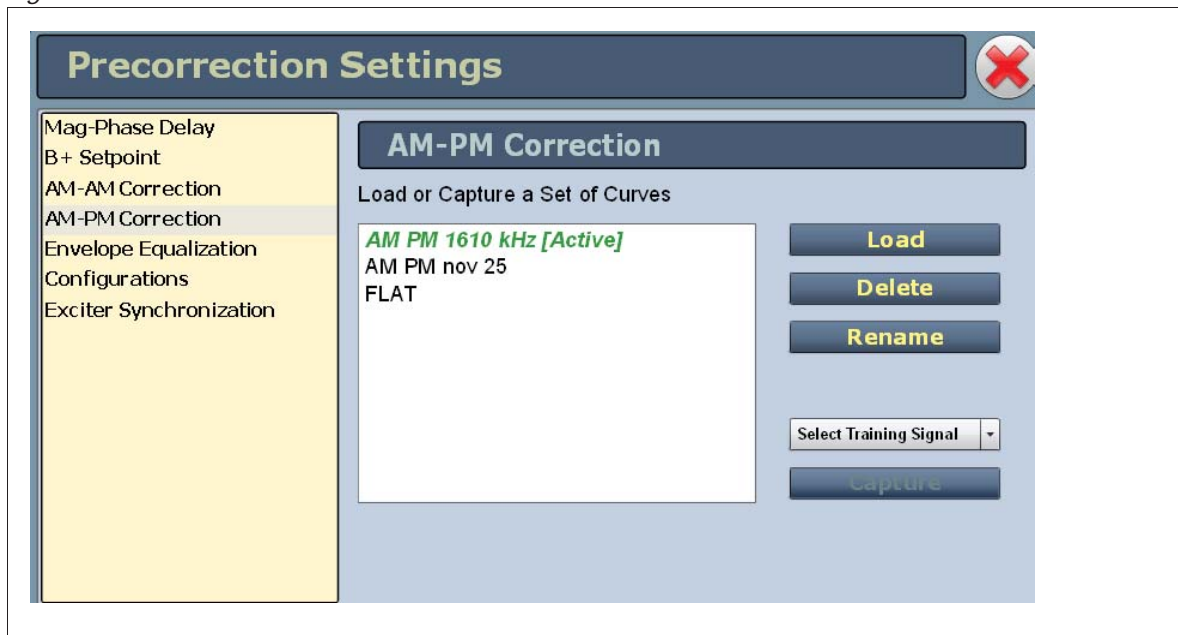 Precorrection Settings
Mag-Phase Delay
B+ Setpoint
AM-AM Correction
AM-PM Correction
Envelope Equalization
Configurations
Exciter Synchronization
AM-PM Correction
Load or Capture a Set of Curves
AM PM 1610 kHz [Active]
AM PM nov 25
FLAT
Load
Delete
Rename
Select Training Signal
Capture